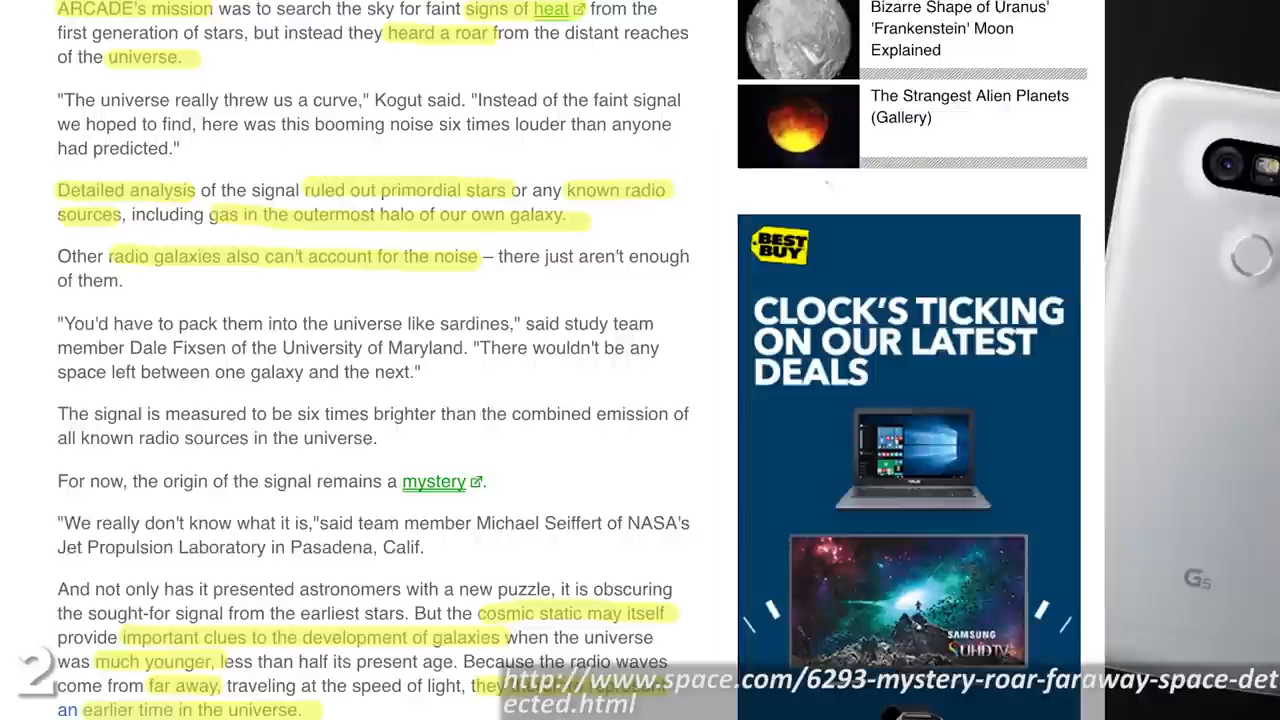 ARCADE's mission was to search the sky for faint signs of heat from the
first generation of stars, but instead they heard a roar from the distant reaches
of the universe.
"The universe really threw us a curve," Kogut said. "Instead of the faint signal
we hoped to find, here was this booming noise six times louder than anyone
had predicted."
Detailed analysis of the signal ruled out primordial stars or any known radio
sources, including gas in the outermost halo of our own galaxy.
Other radio galaxies also can't account for the noise – there just aren't enough
of them.
"You'd have to pack them into the universe like sardines," said study team
member Dale Fixsen of the University of Maryland. "There wouldn't be any
space left between one galaxy and the next."
The signal is measured to be six times brighter than the combined emission of
all known radio sources in the universe.
For now, the origin of the signal remains a mystery.
"We really don't know what it is,"said team member Michael Seiffert of NASA's
Jet Propulsion Laboratory in Pasadena, Calif.
And not only has it presented astronomers with a new puzzle, it is obscuring
the sought-for signal from the earliest stars. But the cosmic static may itself
provide important clues to the development of galaxies when the universe
was much younger, less than half its present age. Because the radio waves
come from far away, traveling at the speed of light, they
an earlier time in the universe.
2
http://www.space.com/6293-mystery-roar-faraway-space-det
ected.html
Bizarre Shape of Uranus'
'Frankenstein' Moon
Explained
The Strangest Alien Planets
(Gallery)
BEST
BUY
CLOCK'S TICKING
ON OUR LATEST
DEALS
ASUS
SAMSUNG
SUHDTV
G5